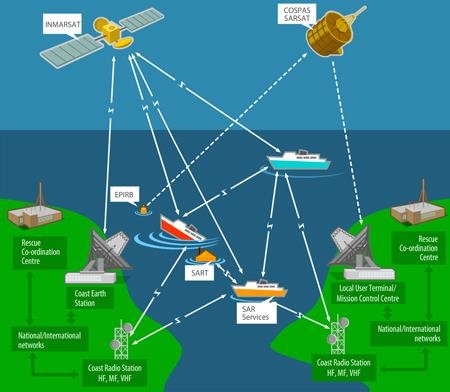 INMARSAT
COSPAS
SARSAT
EPIRB
SART
SAR
Services
Rescue
Co-ordination
Centre
Coast Earth
Station
National/International
networks
Coast Radio Station
HF, MF, VHF
Rescue
Co-ordination
Centre
Local User Terminal/
Mission Control Centre
National/International
networks
Coast Radio Station
HF, MF, VHF